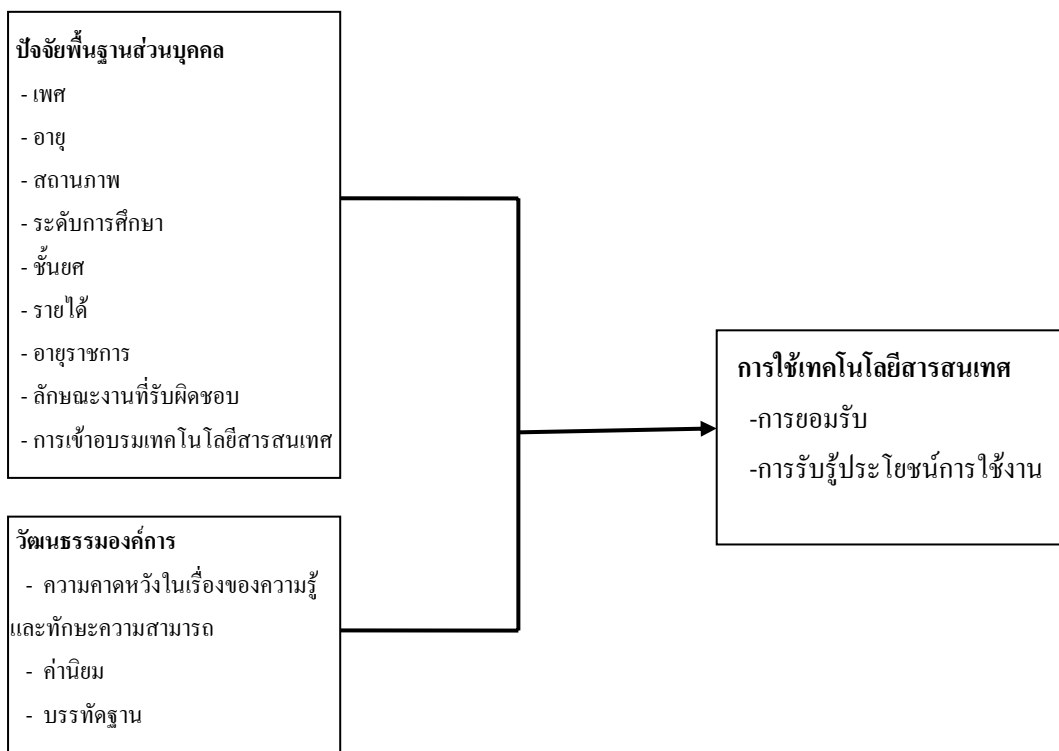 ปัจจัยพื้นฐานส่วนบุคคล
- เพศ
- อายุ
- สถานภาพ
- ระดับการศึกษา
- ชั้นยศ
- รายได้
- อายุราชการ
- ลักษณะงานที่รับผิดชอบ
- การเข้าอบรมเทคโนโลยีสารสนเทศ
วัฒนธรรมองค์การ
- ความคาดหวังในเรื่องของความรู้
และทักษะความสามารถ
- ค่านิยม
- บรรทัดฐาน
การใช้เทคโนโลยีสารสนเทศ
-การยอมรับ
-การรับรู้ประโยชน์การใช้งาน